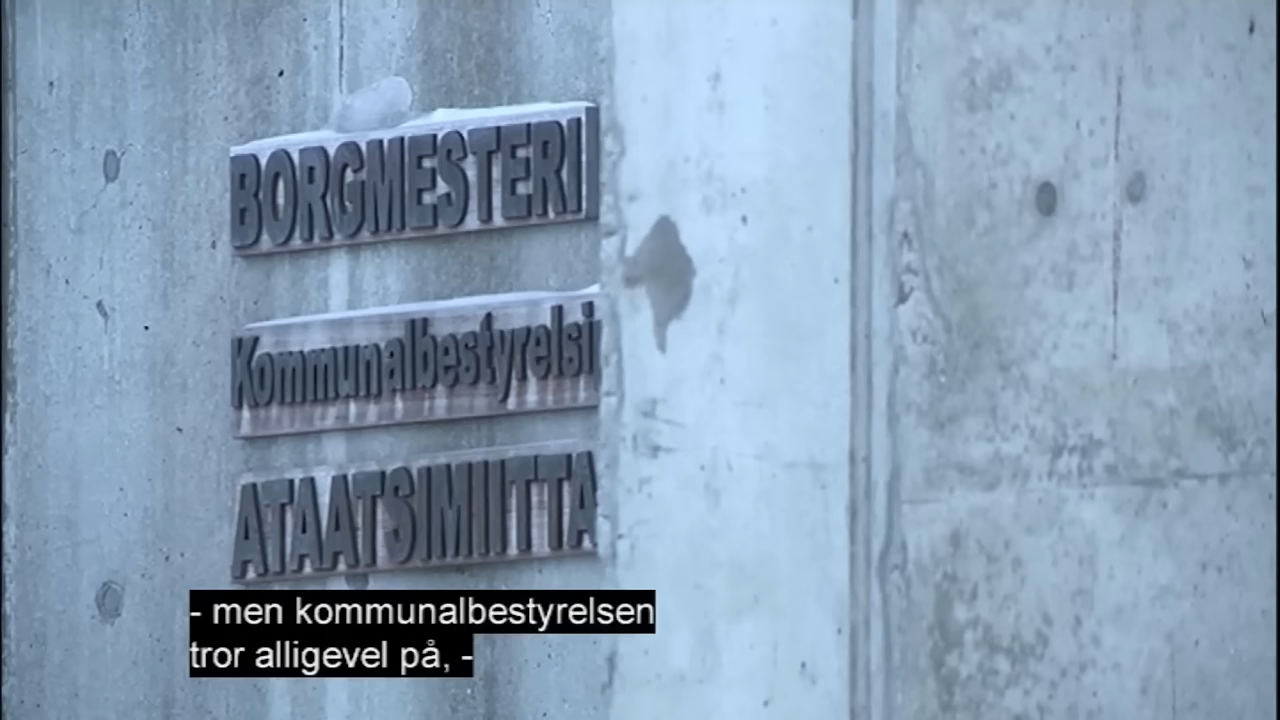 BORGMESTERI
Kommunalbestyrelsi
ATAATSIMIITTA
- men kommunalbestyrelsen
tror alligevel på, -